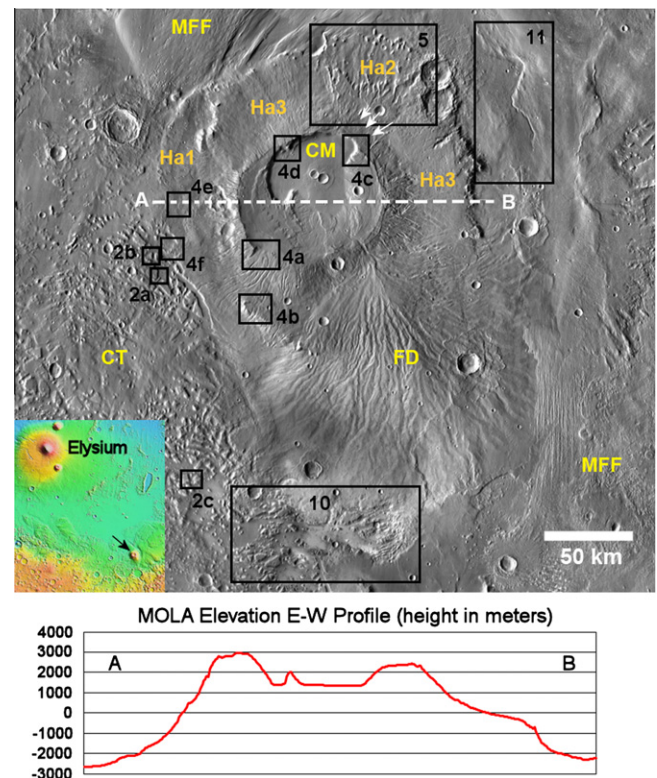 MFF
5
11
Ha2
Ha3
CM
Ha1
4d
4c
4e
Ha3
A
B
2b
4f
4a
2a
4b
CT
FD
Elysium
MFF
2c
10
50 km
MOLA Elevation E-W Profile (height in meters)
4000
A
B
3000
2000
1000
0
-1000
-2000
-3000